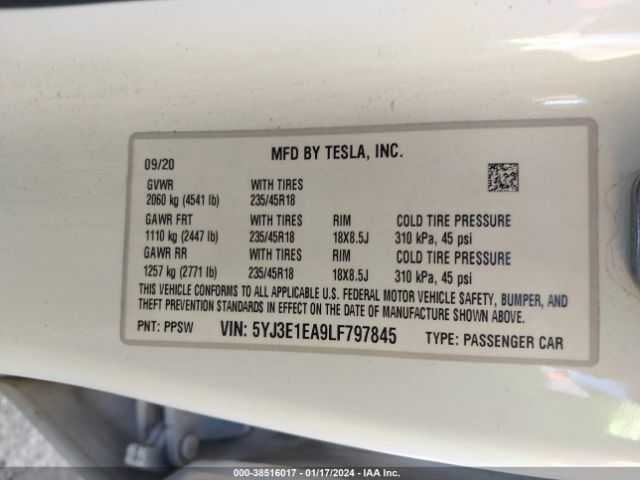 MFD BY TESLA, INC.
09/20
GVWR WITH TIRES
2060 kg (4541 lb) 235/45R18
GAWR FRT WITH TIRES RIM COLD TIRE PRESSURE
1110 kg (2447 lb) 235/45R18 18X8.5J 310 kPa, 45 psi
GAWR RR WITH TIRES RIM COLD TIRE PRESSURE
1257 kg (2771 lb) 235/45R18 18X8.5J 310 kPa, 45 psi
THIS VEHICLE CONFORMS TO ALL APPLICABLE U.S. FEDERAL MOTOR VEHICLE SAFETY, BUMPER, AND
THEFT PREVENTION STANDARDS IN EFFECT ON THE DATE OF MANUFACTURE SHOWN ABOVE.
PNT: PPSW VIN: 5YJ3E1EA9LF797845 TYPE: PASSENGER CAR
000-38516017 - 01/17/2024 - IAA Inc.